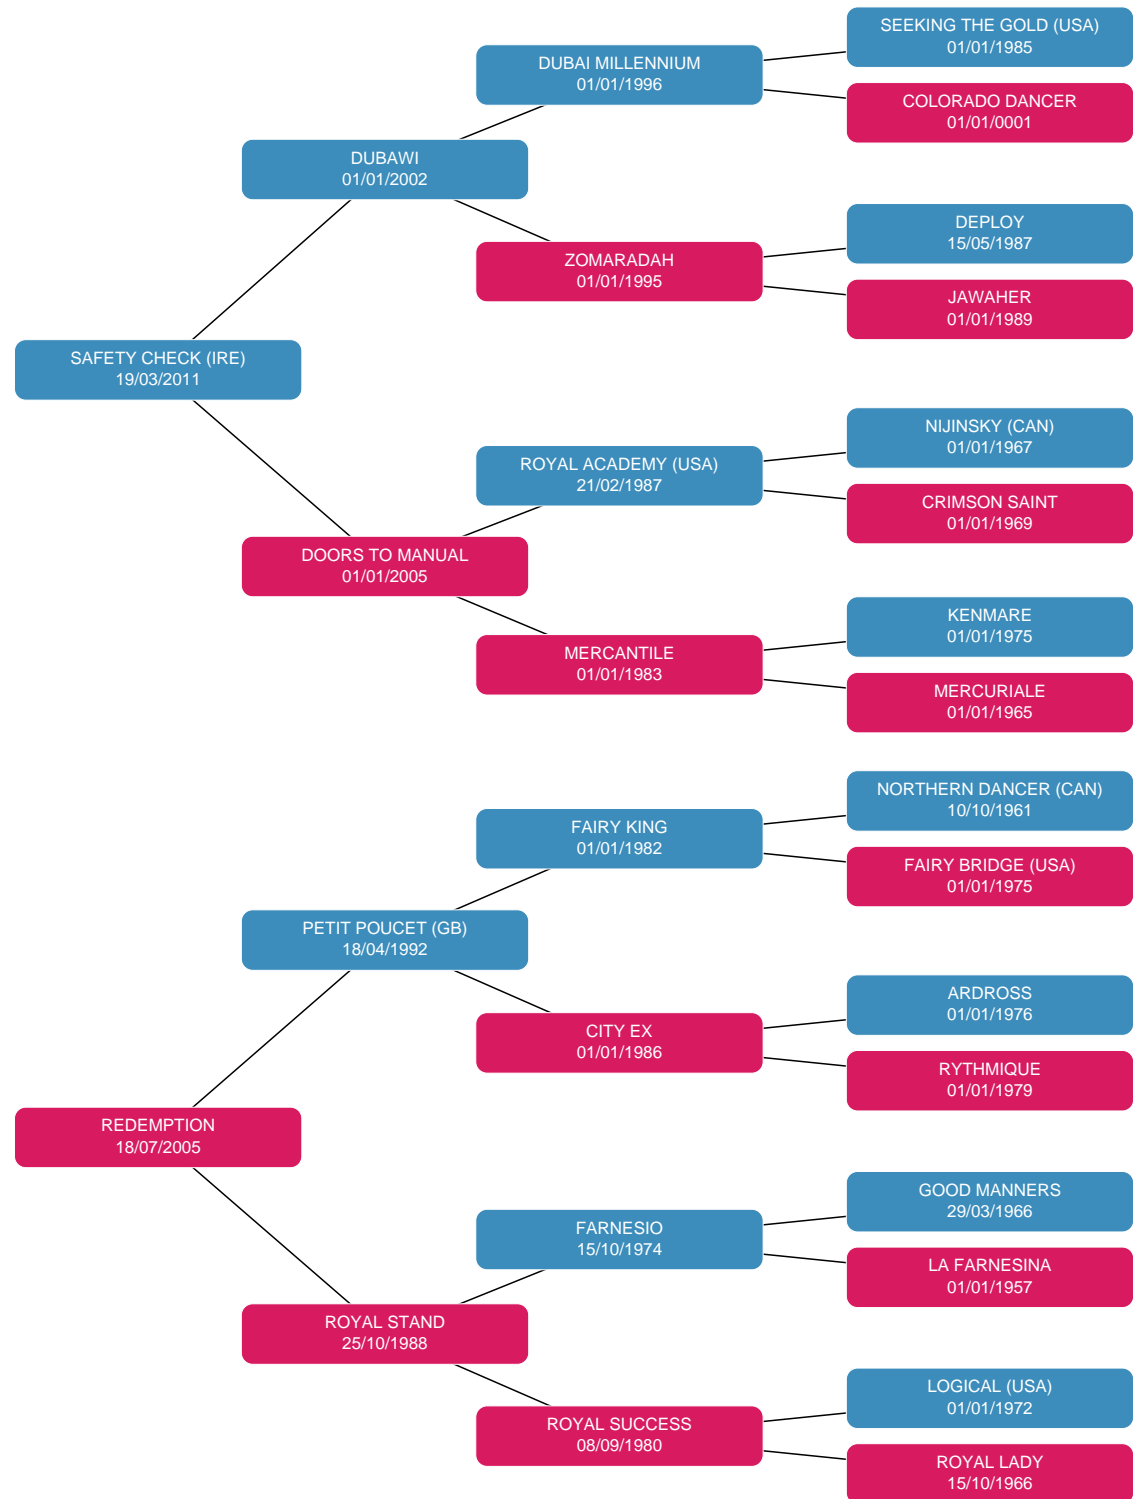 SEEKING THE GOLD (USA)
01/01/1985
DUBAI MILLENNIUM
01/01/1996
COLORADO DANCER
01/01/0001
DUBAWI
01/01/2002
DEPLOY
15/05/1987
ZOMARADAH
01/01/1995
JAWAHER
01/01/1989
SAFETY CHECK (IRE)
19/03/2011
NIJINSKY (CAN)
01/01/1967
ROYAL ACADEMY (USA)
21/02/1987
CRIMSON SAINT
01/01/1969
DOORS TO MANUAL
01/01/2005
KENMARE
01/01/1975
MERCANTILE
01/01/1983
MERCURIALE
01/01/1965
NORTHERN DANCER (CAN)
10/10/1961
FAIRY KING
01/01/1982
FAIRY BRIDGE (USA)
01/01/1975
PETIT POUCET (GB)
18/04/1992
ARDROSS
01/01/1976
CITY EX
01/01/1986
RYTHMIQUE
01/01/1979
REDEMPTION
18/07/2005
GOOD MANNERS
29/03/1966
FARNESIO
15/10/1974
LA FARNESINA
01/01/1957
ROYAL STAND
25/10/1988
LOGICAL (USA)
01/01/1972
ROYAL SUCCESS
08/09/1980
ROYAL LADY
15/10/1966